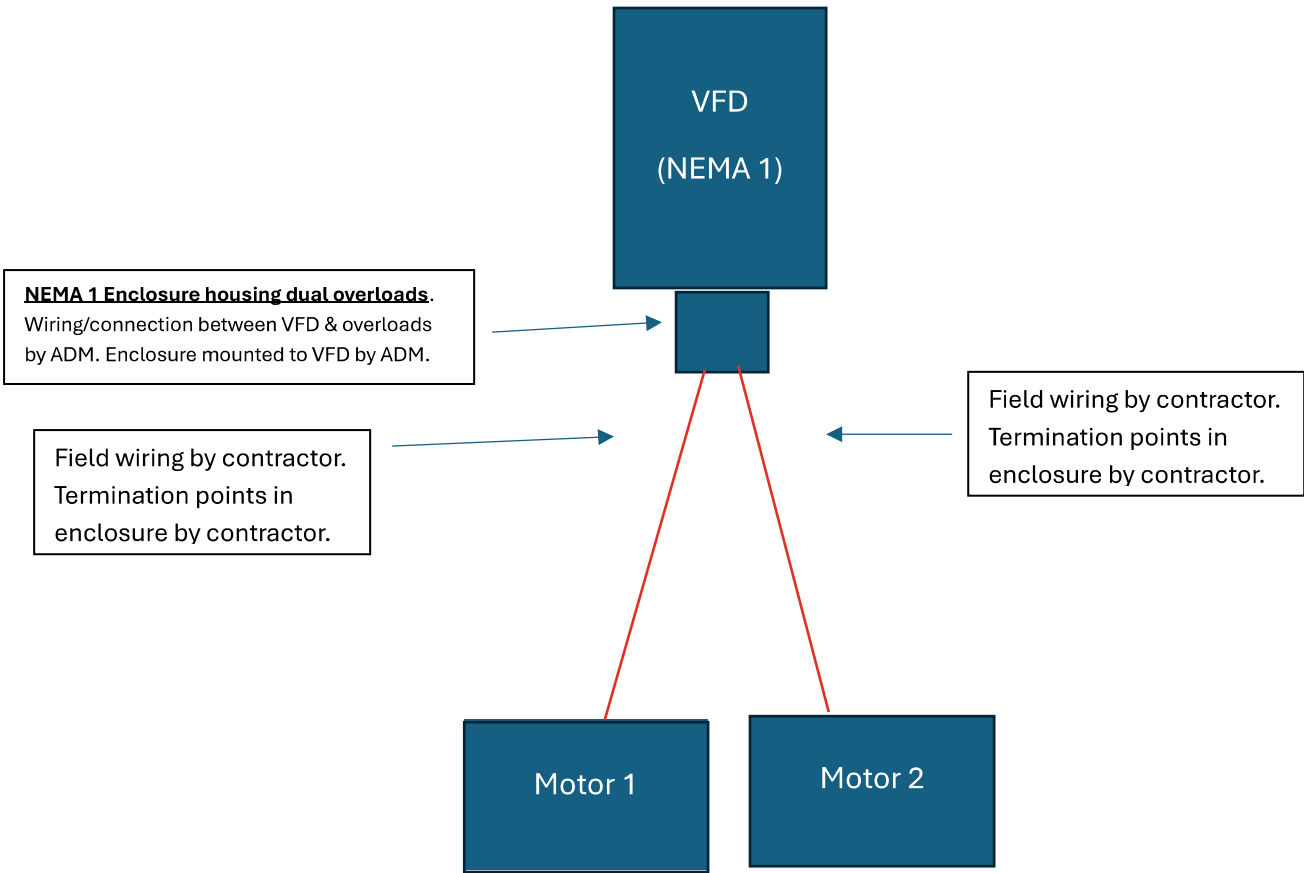 VFD
(NEMA 1)
NEMA 1 Enclosure housing dual overloads.
Wiring/connection between VFD & overloads
by ADM. Enclosure mounted to VFD by ADM.
Field wiring by contractor.
Termination points in
enclosure by contractor.
Field wiring by contractor.
Termination points in
enclosure by contractor.
Motor 1
Motor 2